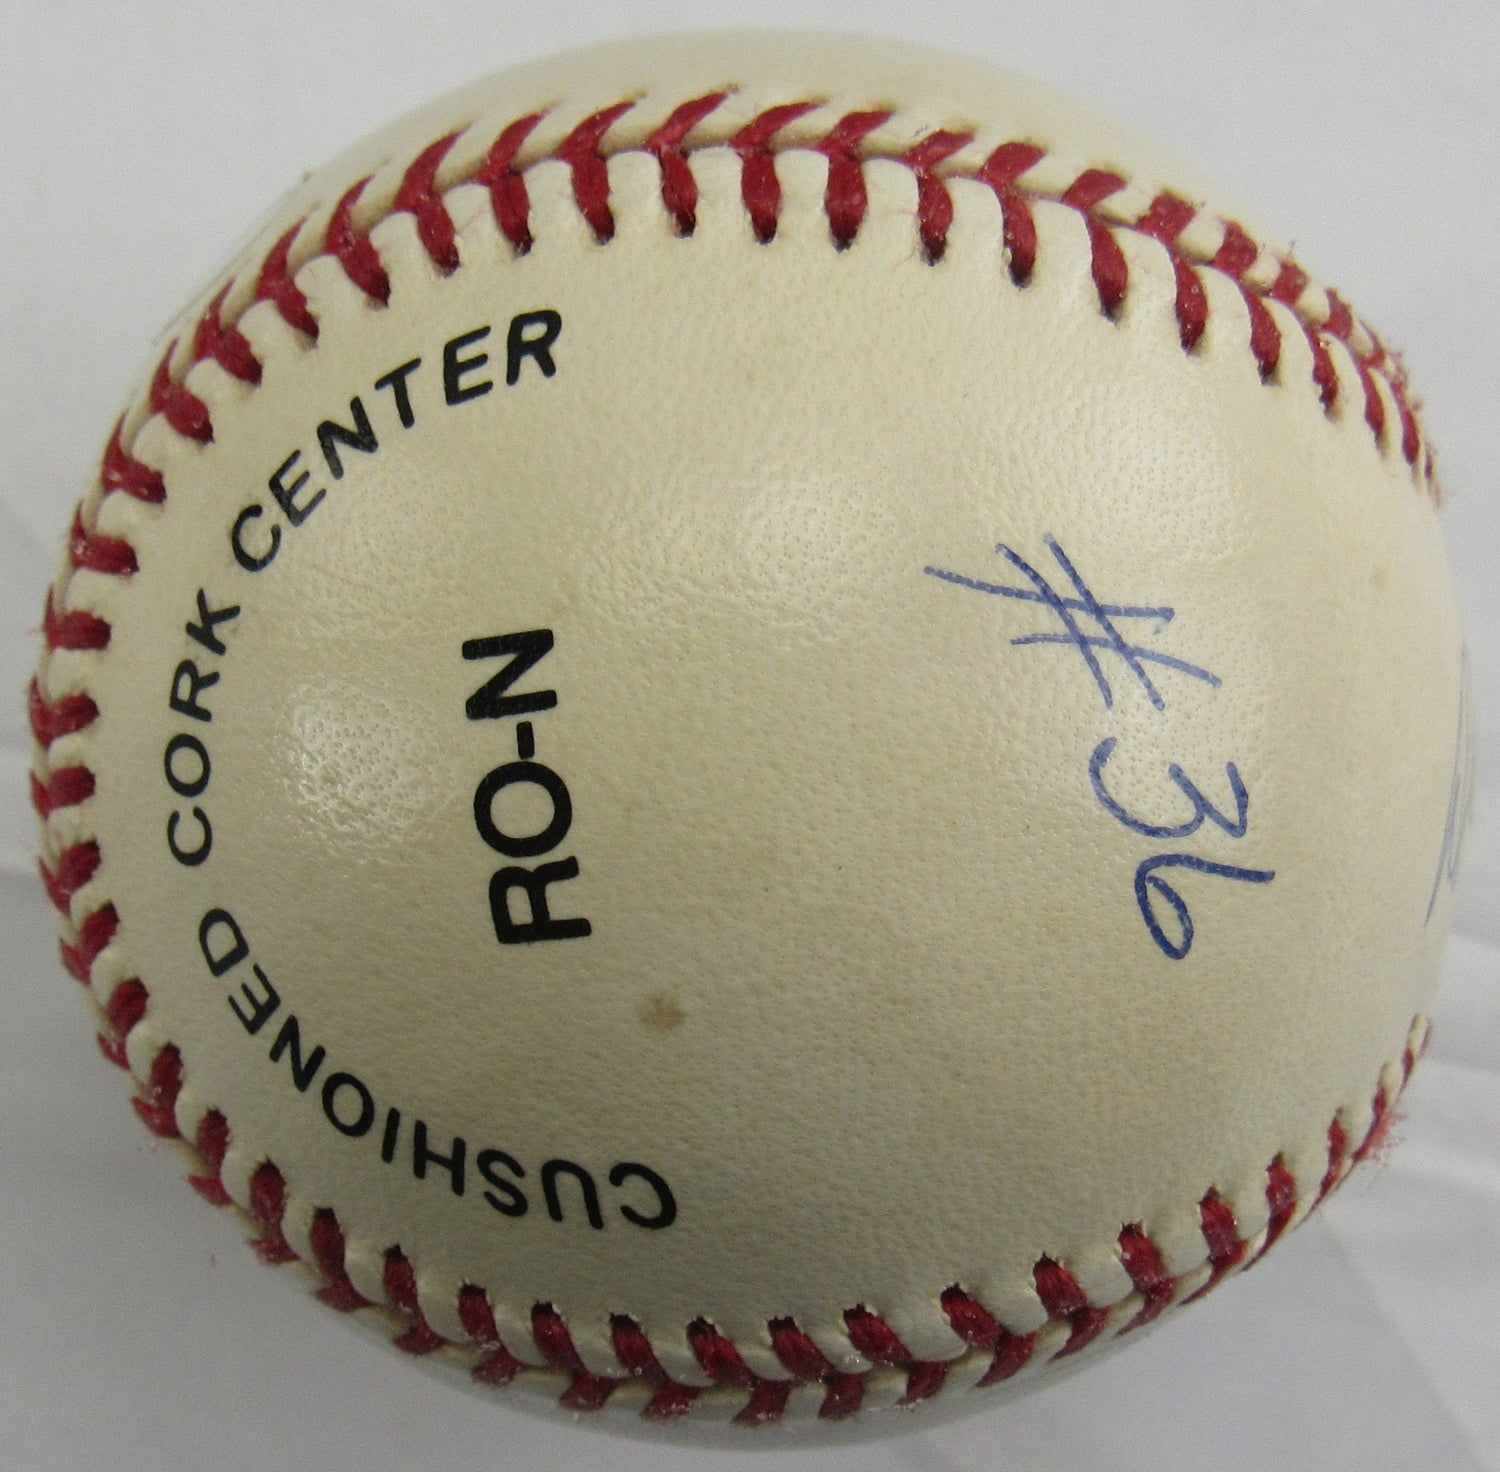 CUSHIONED CORK CENTER
RO-N
#36